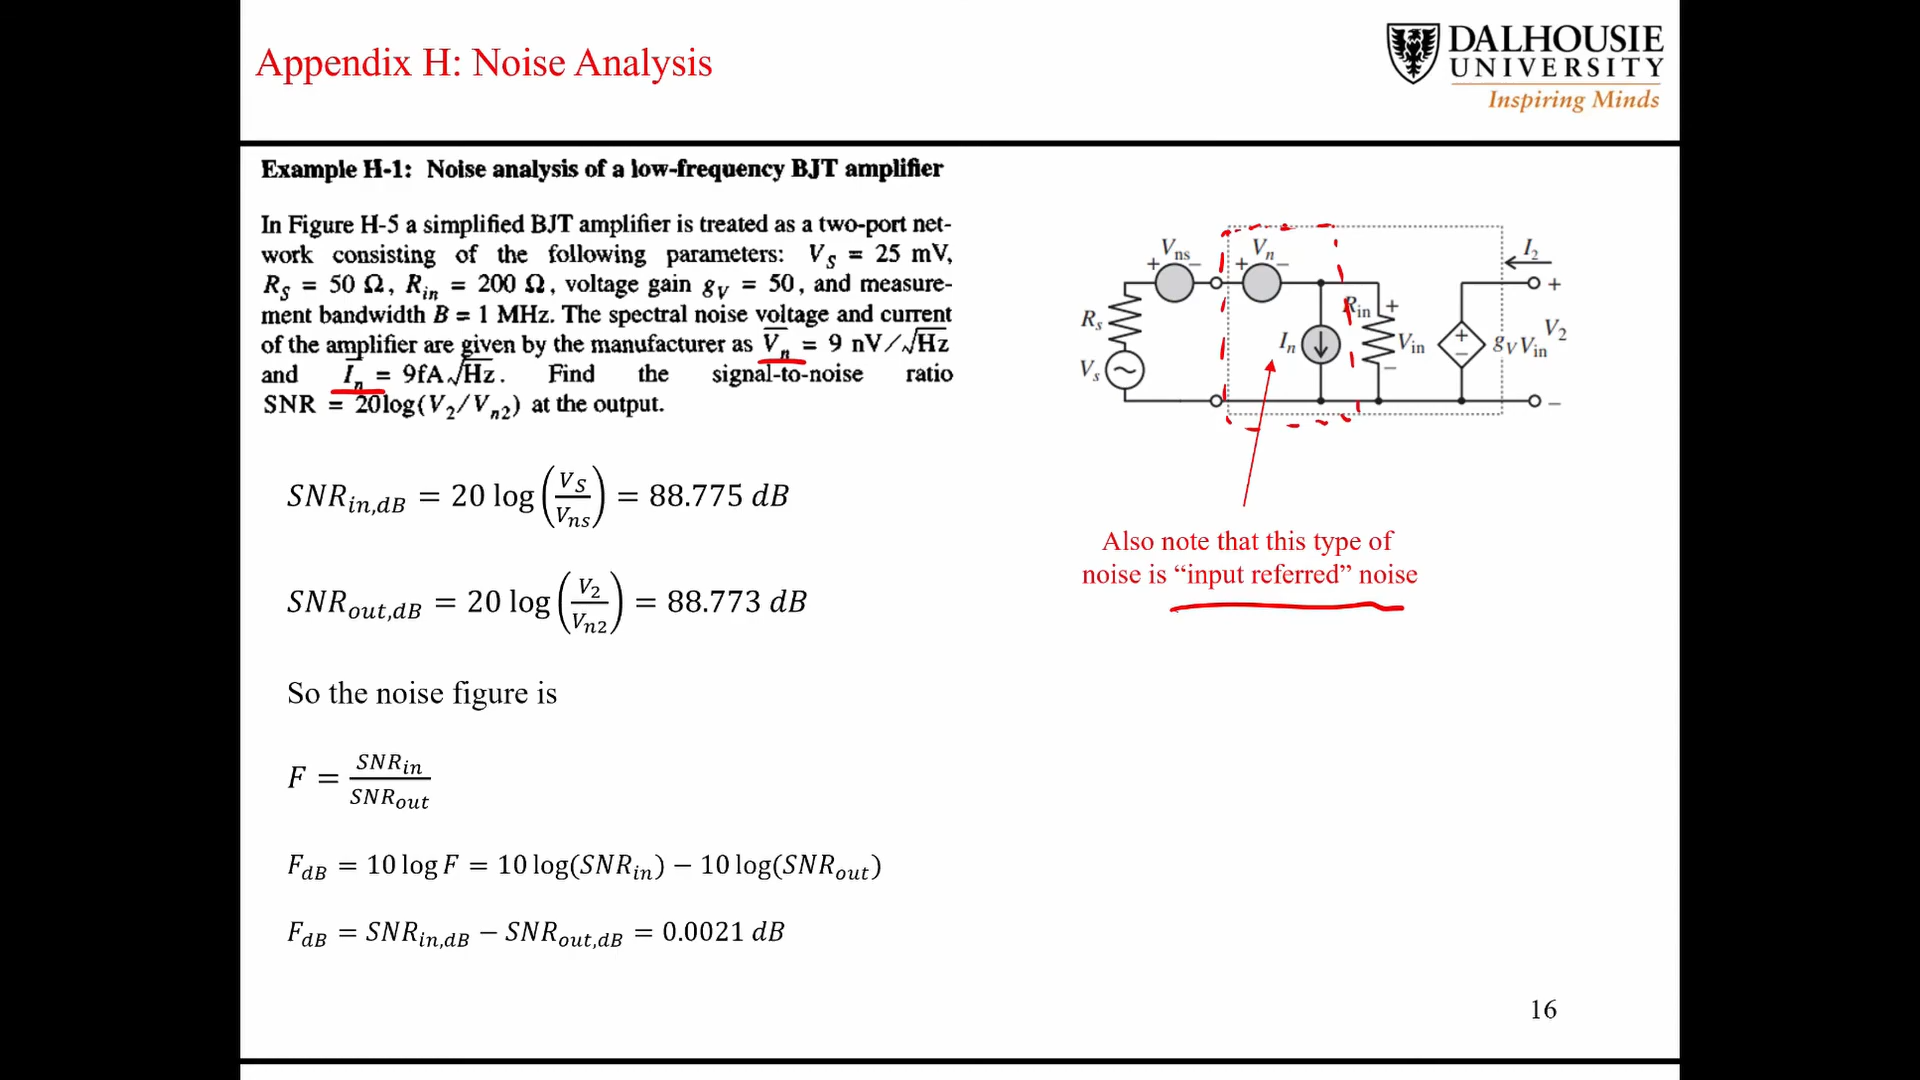 Appendix H: Noise Analysis
DALHOUSIE
UNIVERSITY
Inspiring Minds
Example H-1: Noise analysis of a low-frequency BJT amplifier
In Figure H-5 a simplified BJT amplifier is treated as a two-port net-
work consisting of the following parameters: V_S = 25 mV,
R_S = 50 Ω, R_in = 200 Ω, voltage gain g_V = 50, and measure-
ment bandwidth B = 1 MHz. The spectral noise voltage and current
of the amplifier are given by the manufacturer as V̅_n = 9 nV/√Hz
and I̅_n = 9fA√Hz. Find the signal-to-noise ratio
SNR = 20log(V_2/V_n2) at the output.
SNR_in,dB = 20 log (V_S/V_ns) = 88.775 dB
SNR_out,dB = 20 log (V_2/V_n2) = 88.773 dB
So the noise figure is
F = SNR_in/SNR_out
F_dB = 10 log F = 10 log(SNR_in) − 10 log(SNR_out)
F_dB = SNR_in,dB − SNR_out,dB = 0.0021 dB
V_ns
+ −
V_n
+ −
I_2
R_s
V_s
I_n
R_in
+
V_in
−
+
−
g_V V_in
+
V_2
−
Also note that this type of
noise is “input referred” noise
16